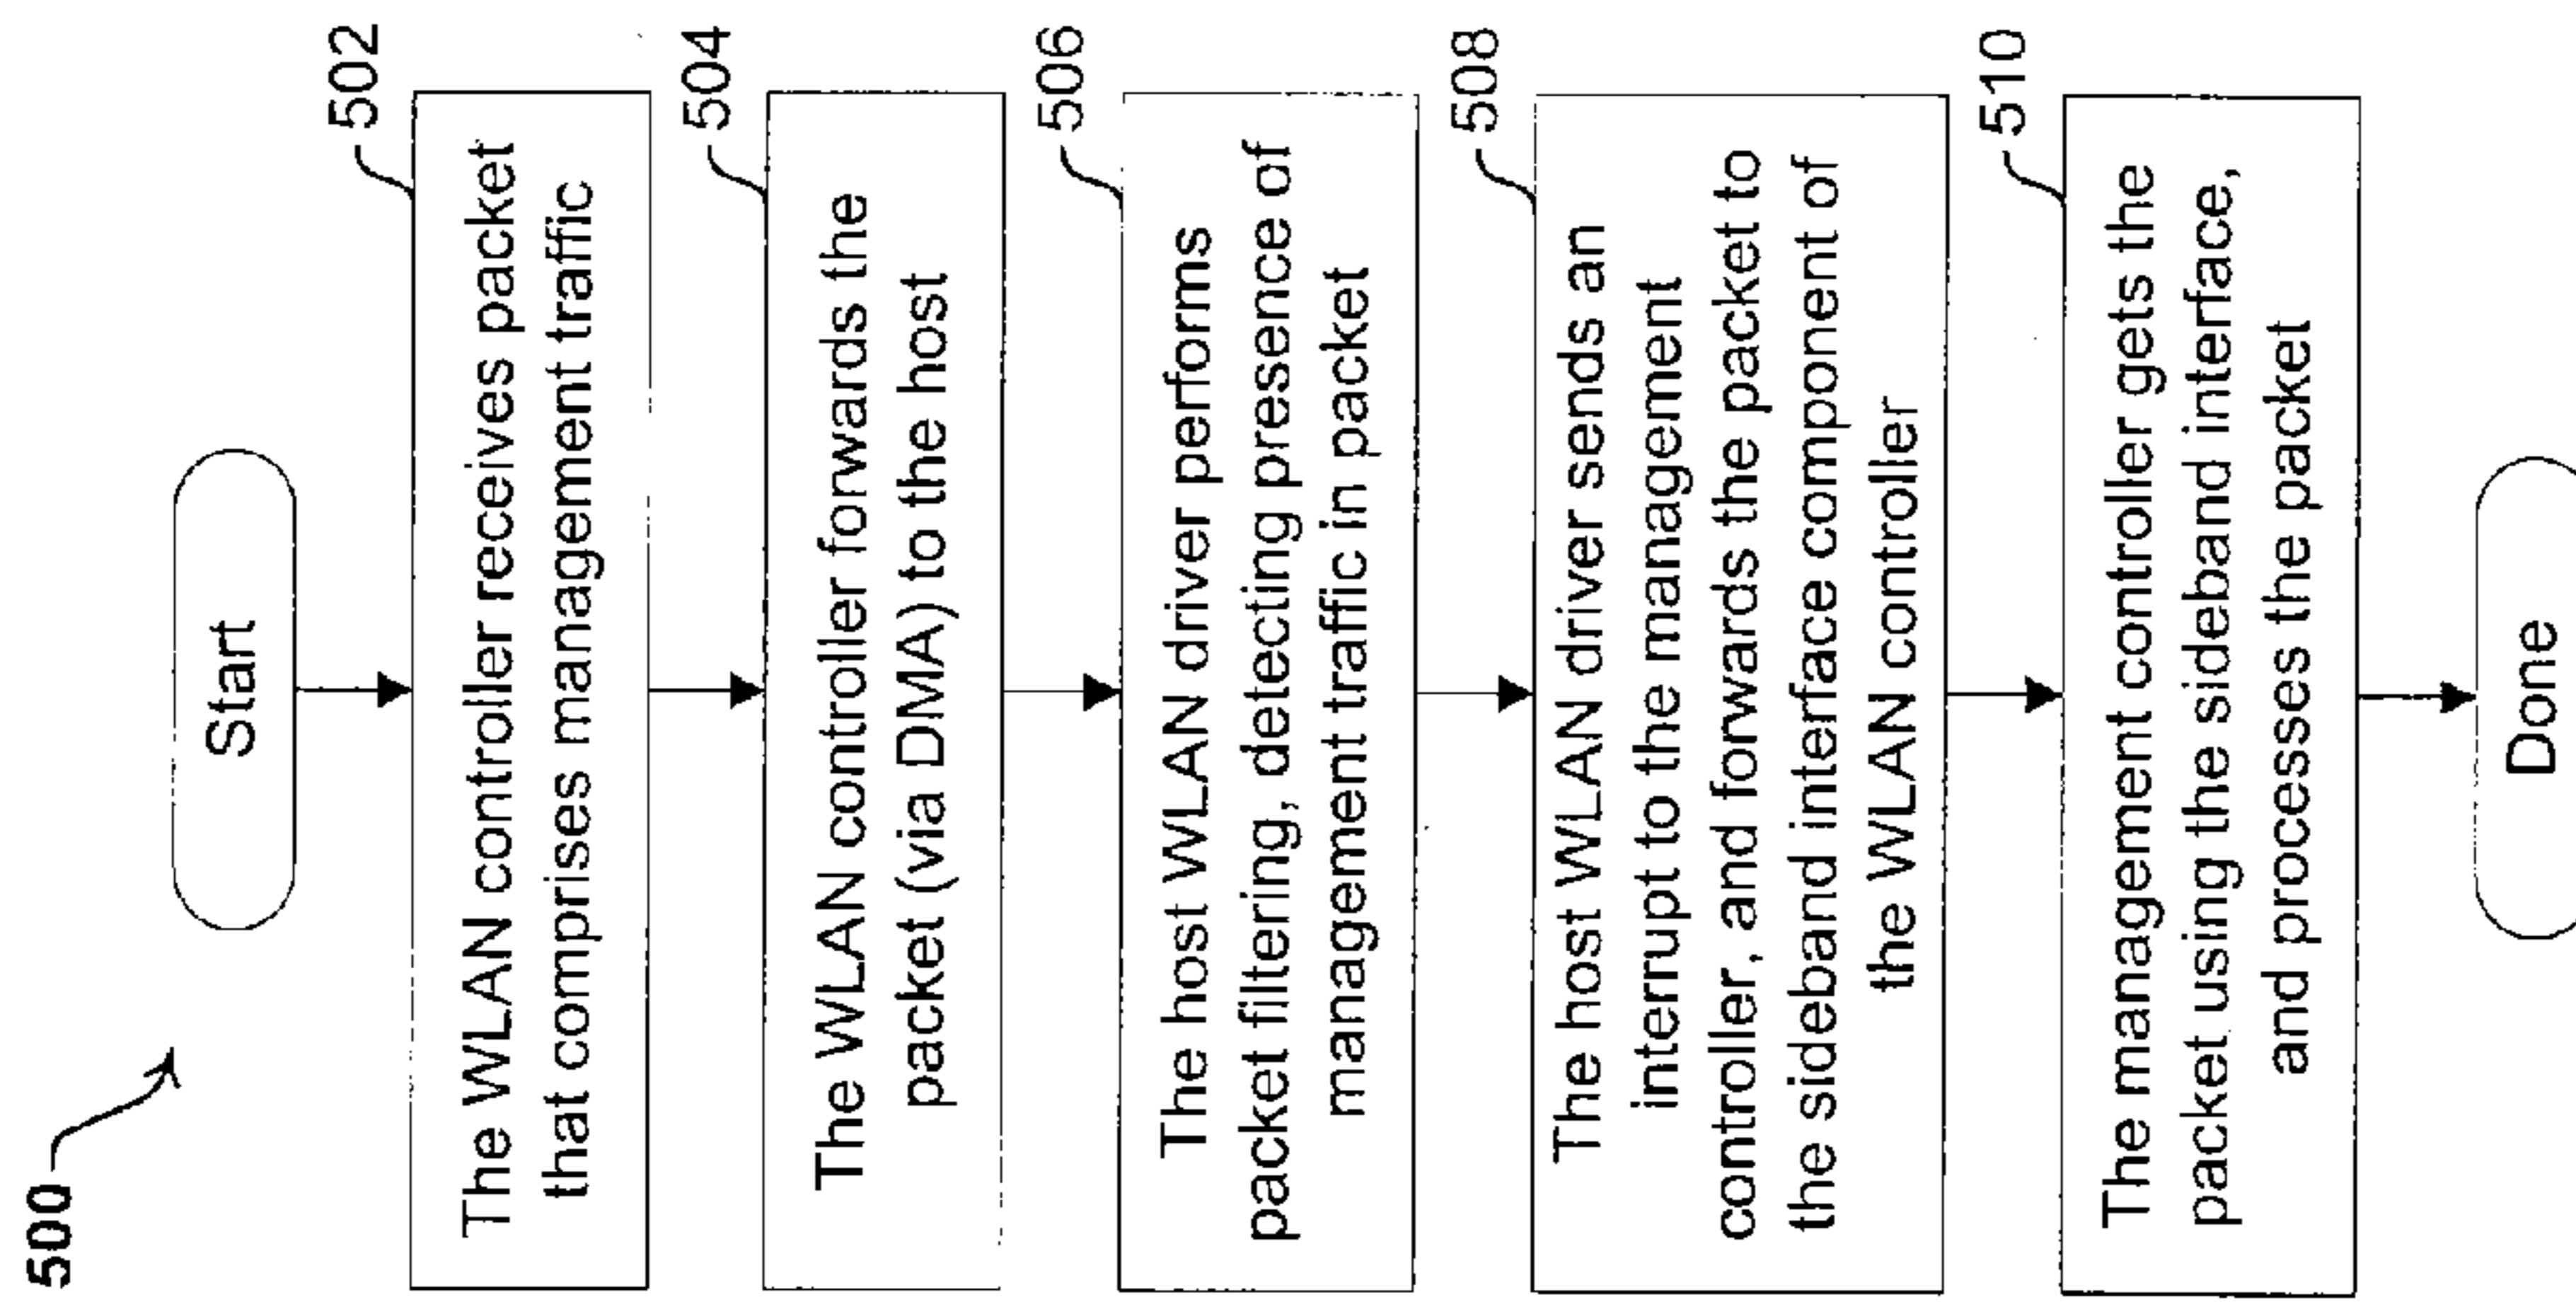 500
Start
502
The WLAN controller receives packet
that comprises management traffic
504
The WLAN controller forwards the
packet (via DMA) to the host
506
The host WLAN driver performs
packet filtering, detecting presence of
management traffic in packet
508
The host WLAN driver sends an
interrupt to the management
controller, and forwards the packet to
the sideband interface component of
the WLAN controller
510
The management controller gets the
packet using the sideband interface,
and processes the packet
Done